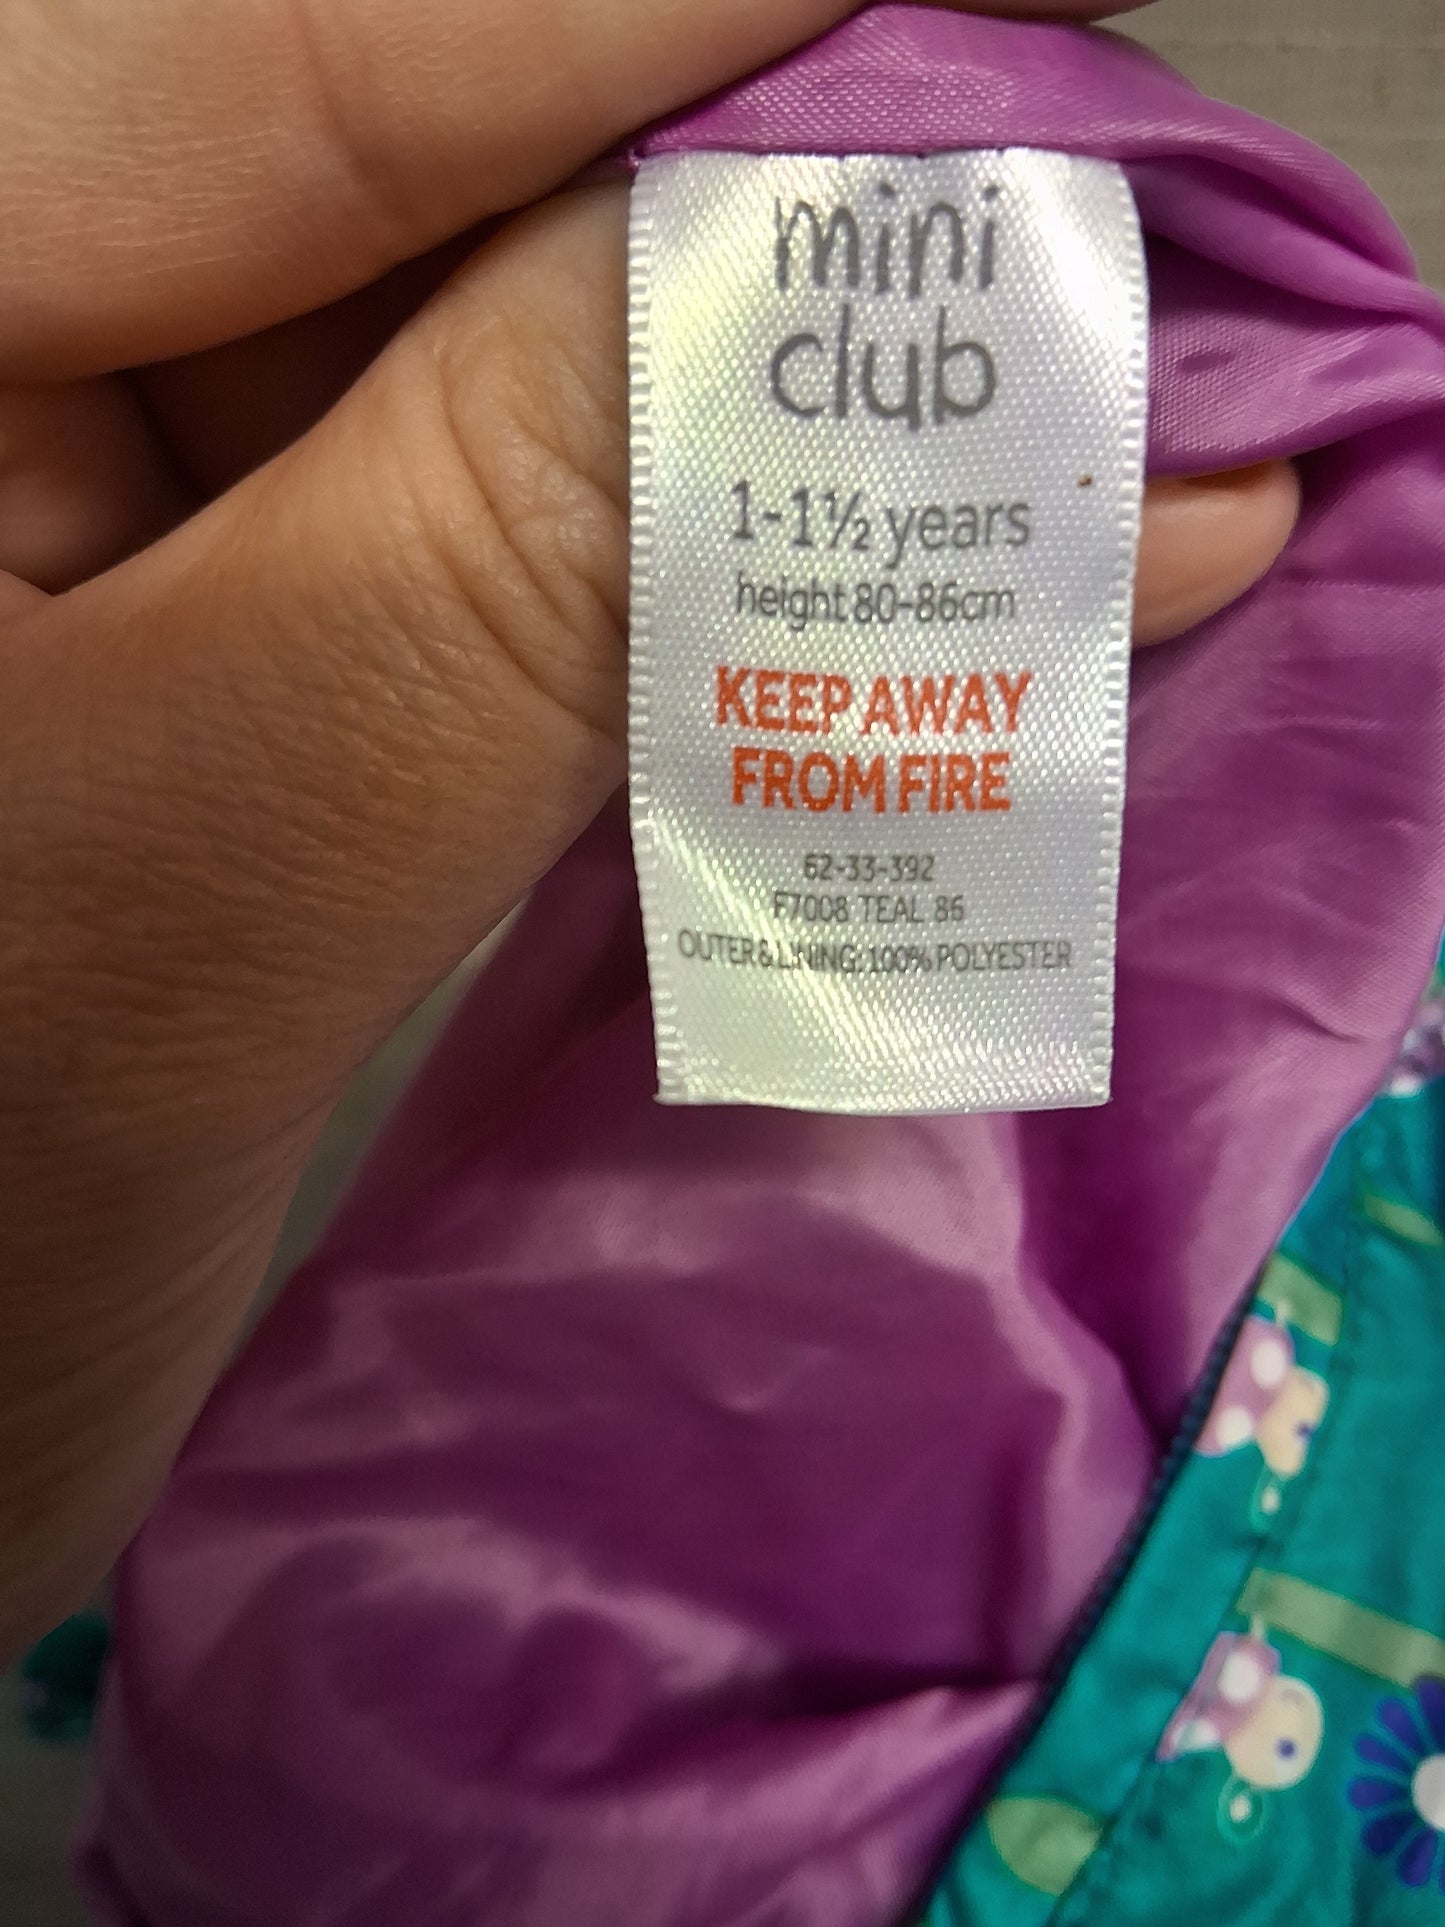 mini
club
1-1½ years
height 80-86cm
KEEP AWAY
FROM FIRE
62-33-392
F7008 TEAL 86
OUTER & LINING: 100% POLYESTER